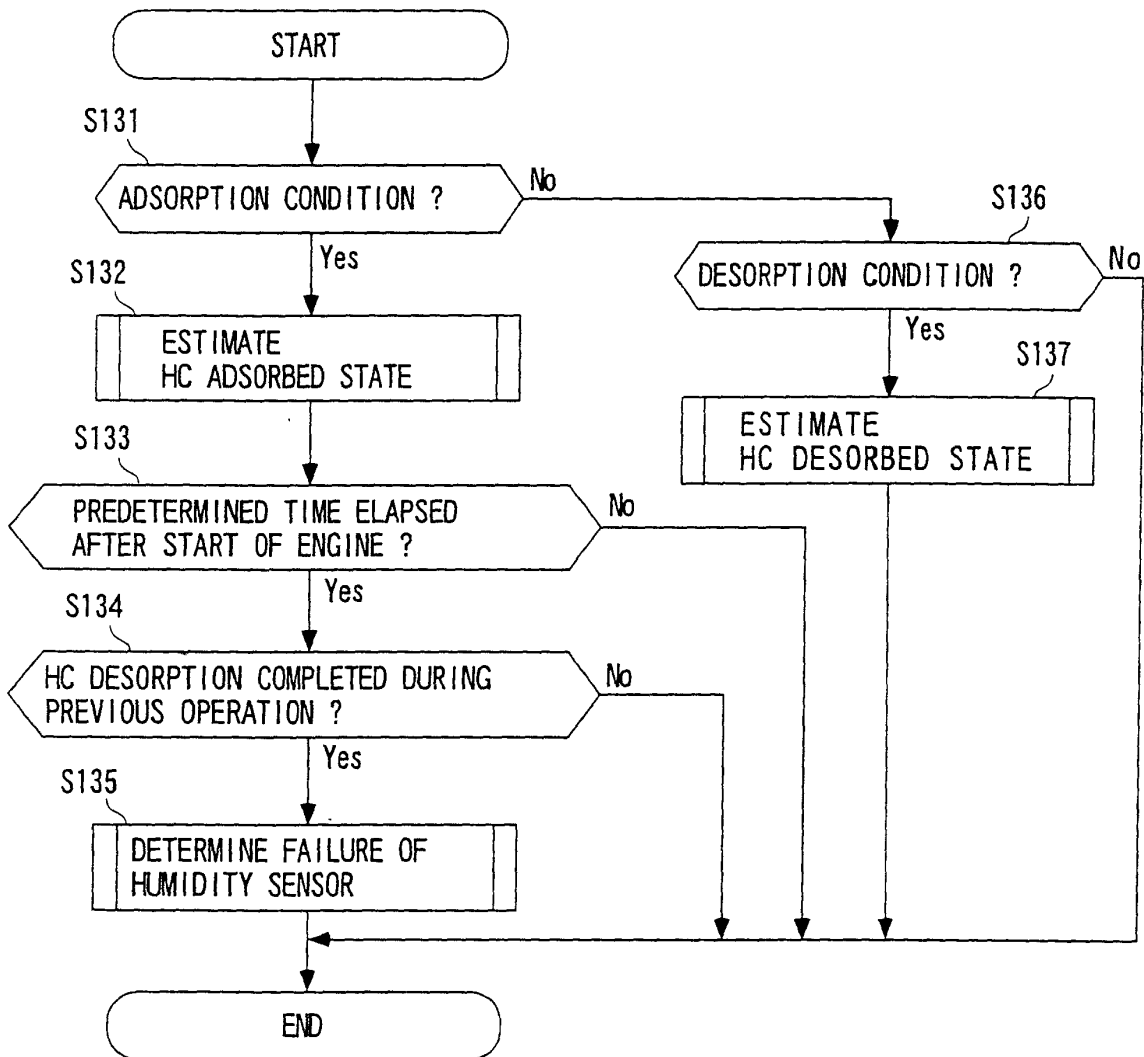 START
S131
ADSORPTION CONDITION ?
No
Yes
S136
DESORPTION CONDITION ?
No
Yes
S132
ESTIMATE
HC ADSORBED STATE
S137
ESTIMATE
HC DESORBED STATE
S133
PREDETERMINED TIME ELAPSED
AFTER START OF ENGINE ?
No
Yes
S134
HC DESORPTION COMPLETED DURING
PREVIOUS OPERATION ?
No
Yes
S135
DETERMINE FAILURE OF
HUMIDITY SENSOR
END